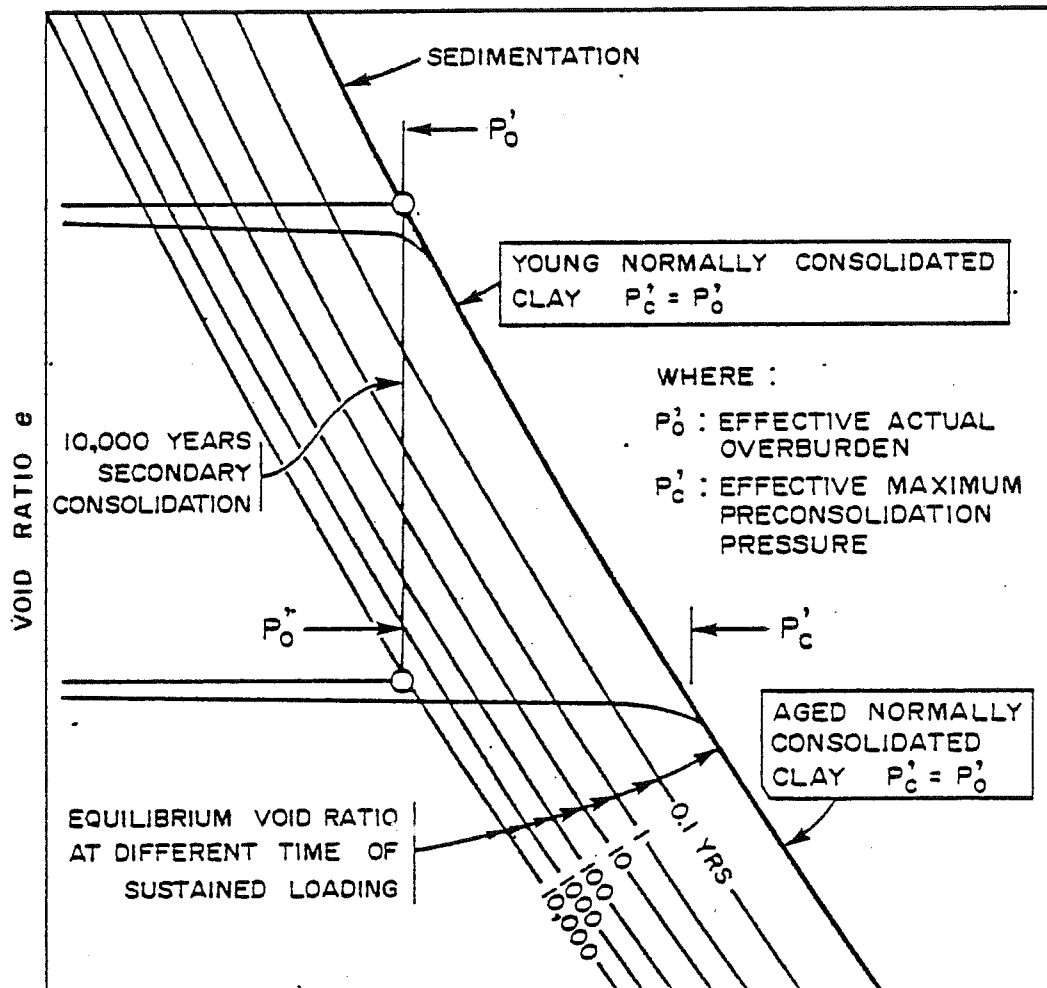 SEDIMENTATION
P'o
YOUNG NORMALLY CONSOLIDATED
CLAY P'c = P'o
WHERE :
P'o : EFFECTIVE ACTUAL
OVERBURDEN
P'c : EFFECTIVE MAXIMUM
PRECONSOLIDATION
PRESSURE
10,000 YEARS
SECONDARY
CONSOLIDATION
VOID RATIO e
P'o
P'c
AGED NORMALLY
CONSOLIDATED
CLAY P'c = P'o
EQUILIBRIUM VOID RATIO
AT DIFFERENT TIME OF
SUSTAINED LOADING
0.1 YRS
1
10
100
1000
10,000